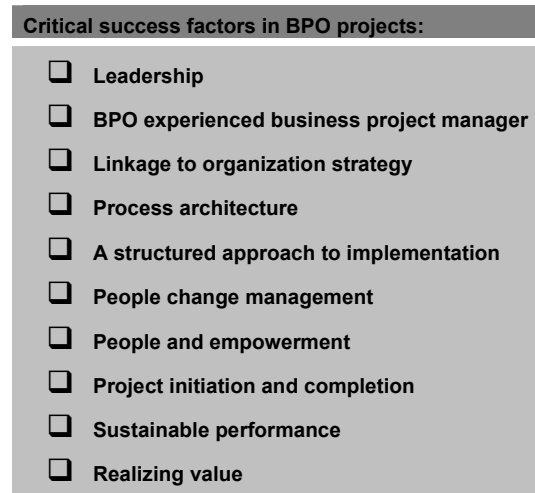 Critical success factors in BPO projects:
❑ Leadership
❑ BPO experienced business project manager
❑ Linkage to organization strategy
❑ Process architecture
❑ A structured approach to implementation
❑ People change management
❑ People and empowerment
❑ Project initiation and completion
❑ Sustainable performance
❑ Realizing value